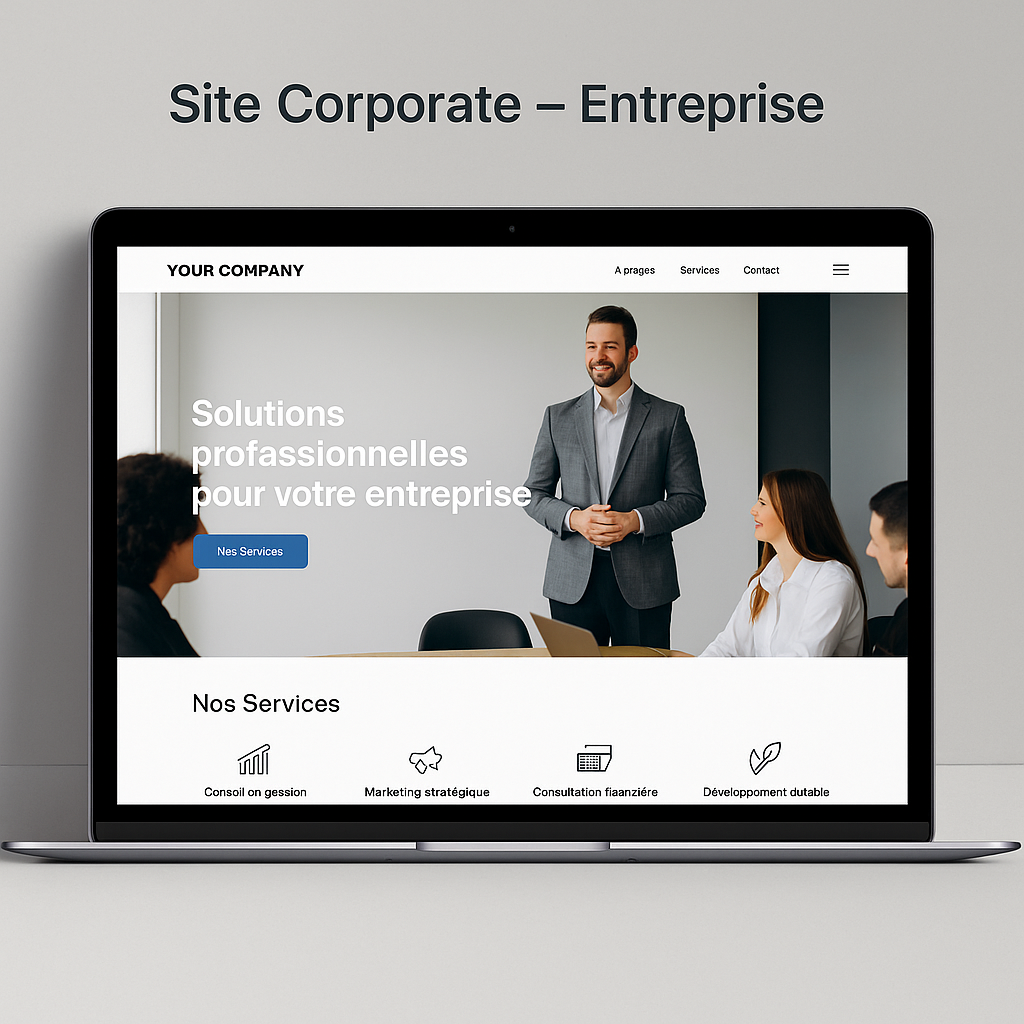 Site Corporate – Entreprise
YOUR COMPANY
A prages
Services
Contact
Solutions
profassionnelles
pour votre entreprise
Nes Services
Nos Services
Consoil on gession
Marketing stratégique
Consultation fiaanziére
Développoment dutable